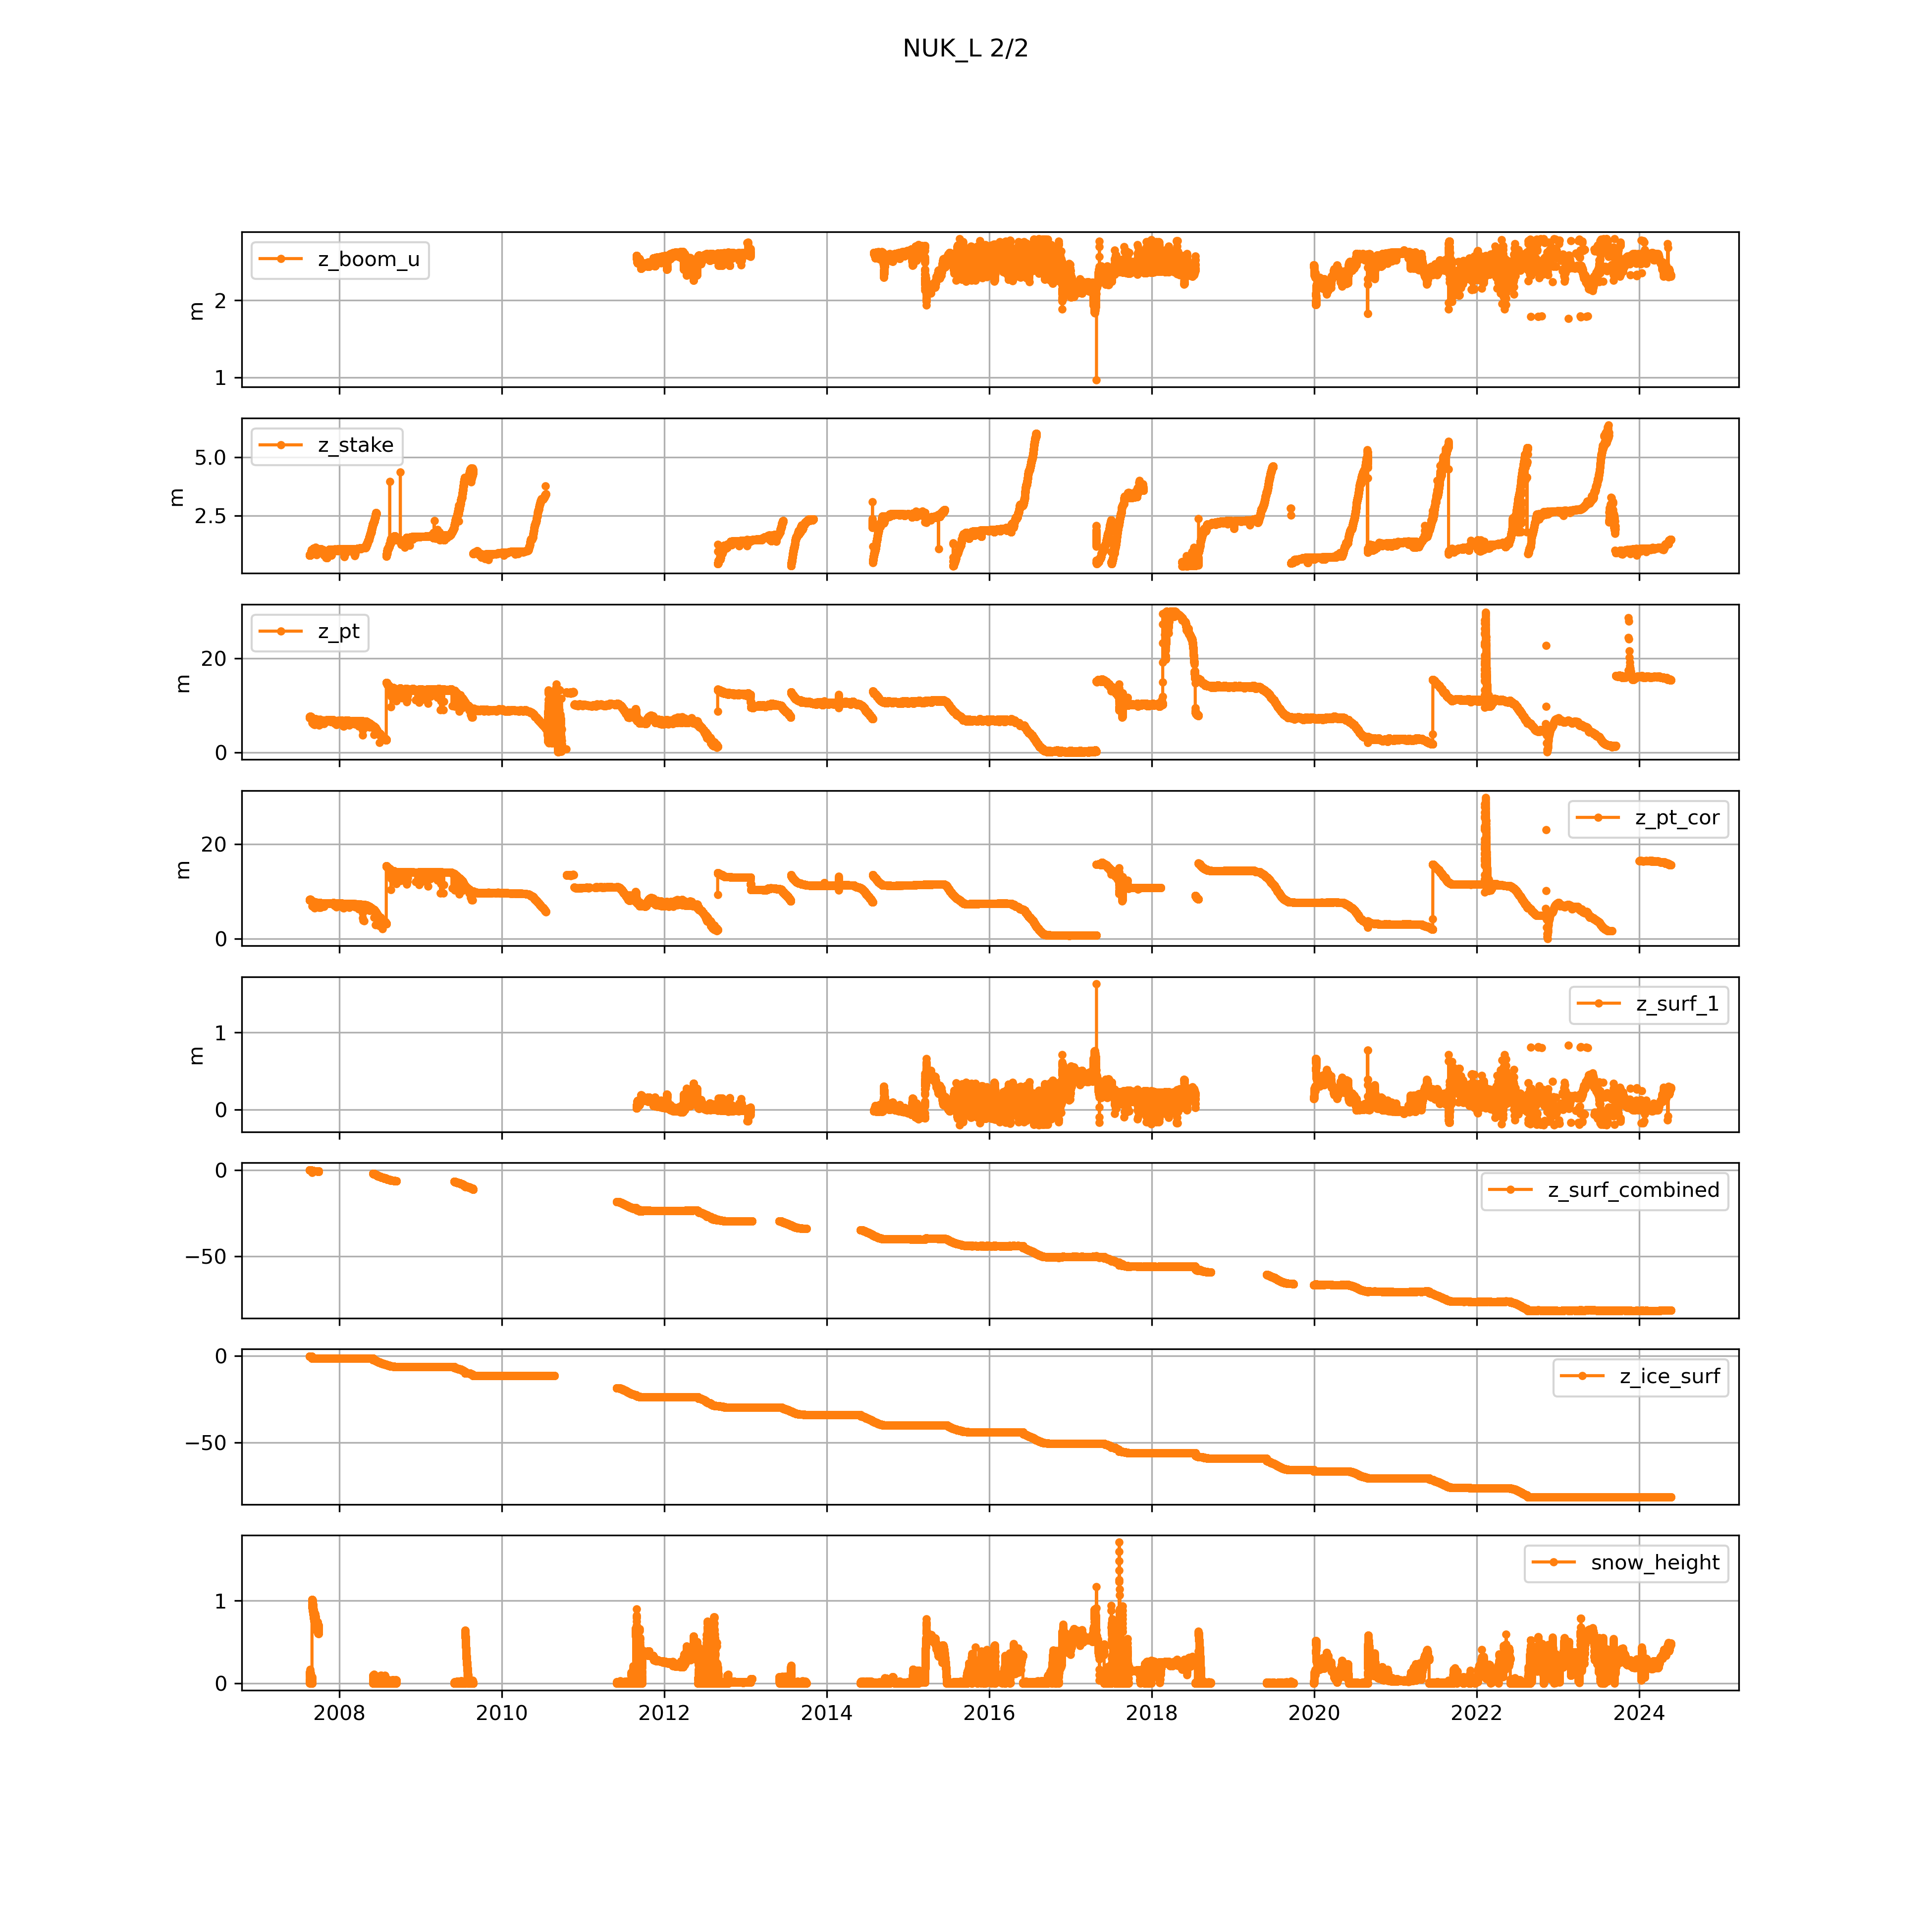 NUK_L 2/2
z_boom_u
2
1
m
z_stake
5.0
2.5
m
z_pt
20
0
m
z_pt_cor
20
0
m
z_surf_1
1
0
m
z_surf_combined
0
−50
z_ice_surf
0
−50
snow_height
1
0
2008 2010 2012 2014 2016 2018 2020 2022 2024